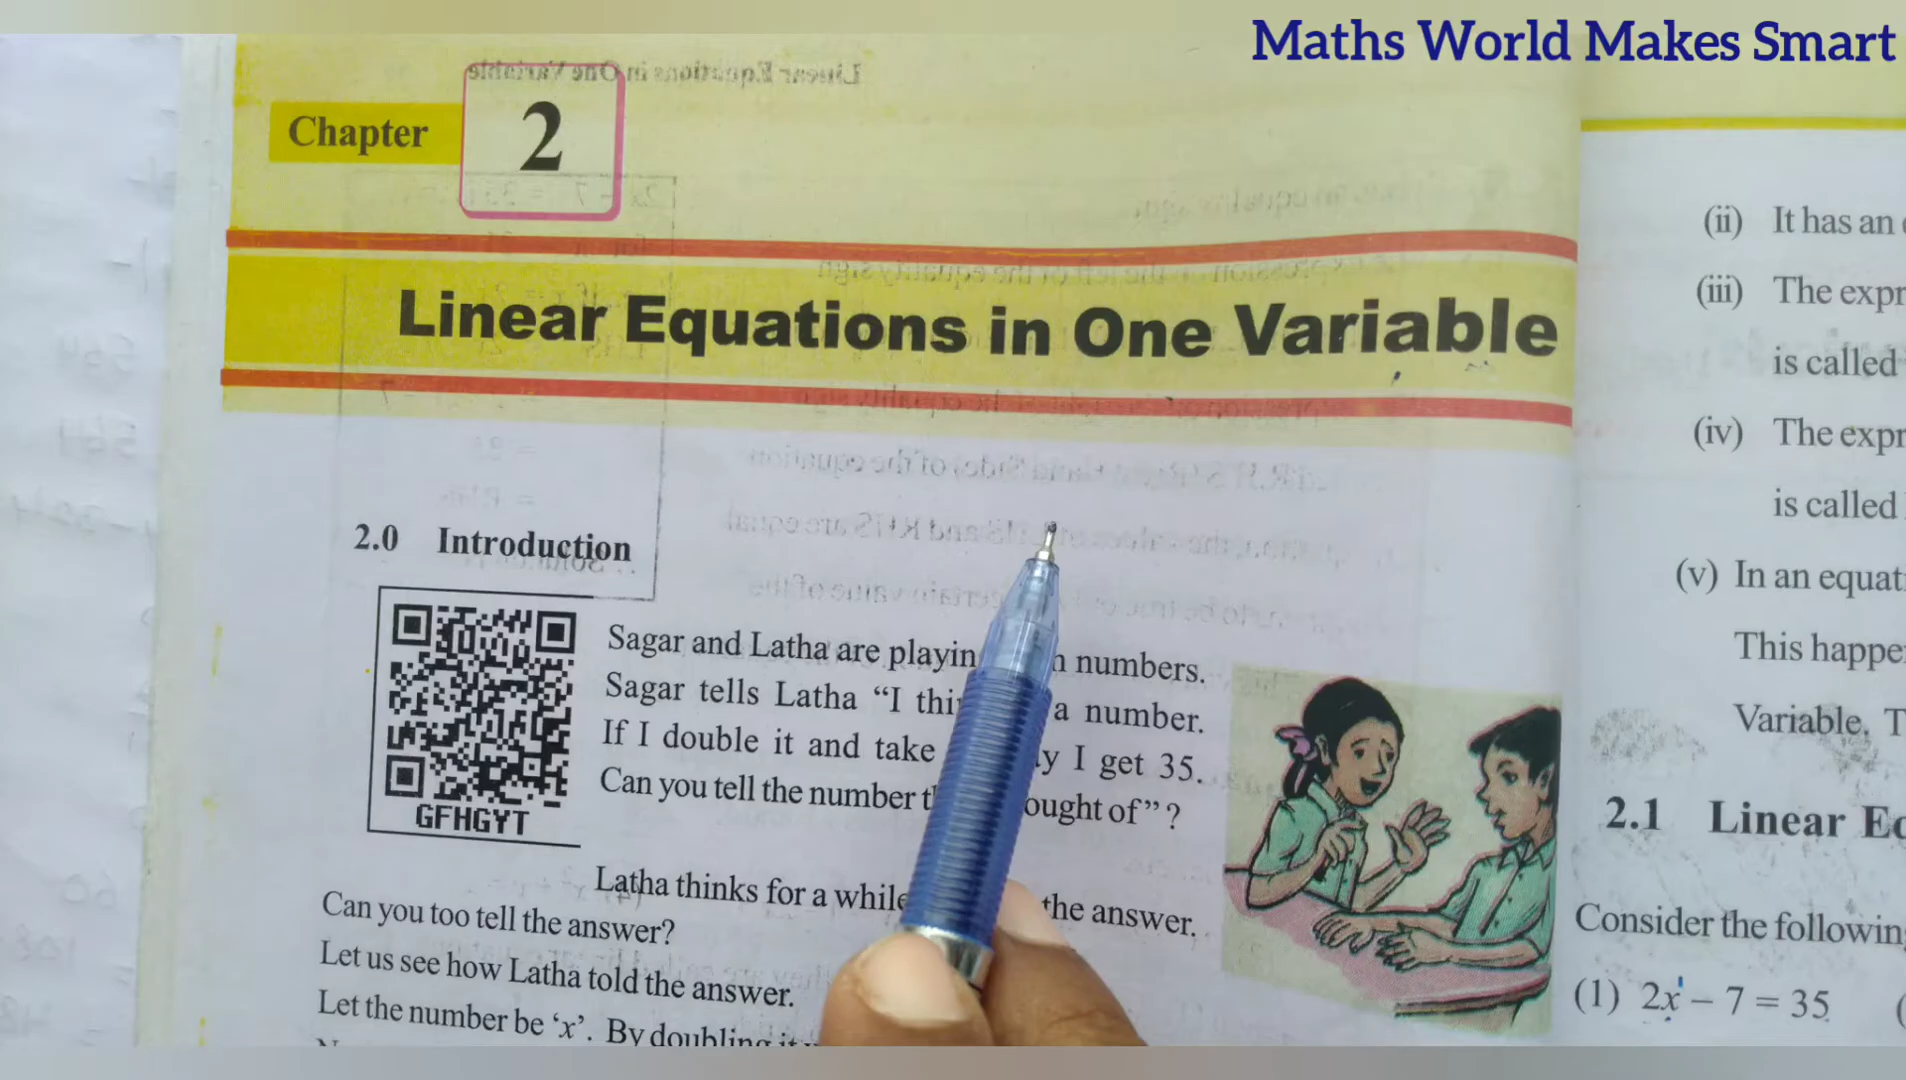 Maths World Makes Smart
Chapter 2
Linear Equations in One Variable
2.0 Introduction
GFHGYT
Sagar and Latha are playin numbers.
Sagar tells Latha “I thi a number.
If I double it and take y I get 35.
Can you tell the number t ought of” ?
Latha thinks for a while the answer.
Can you too tell the answer?
Let us see how Latha told the answer.
Let the number be ‘x’. By doubling it
(ii) It has an
(iii) The expr
is called
(iv) The expr
is called
(v) In an equat
This happe
Variable. T
2.1 Linear Eq
Consider the following
(1) 2x – 7 = 35 (